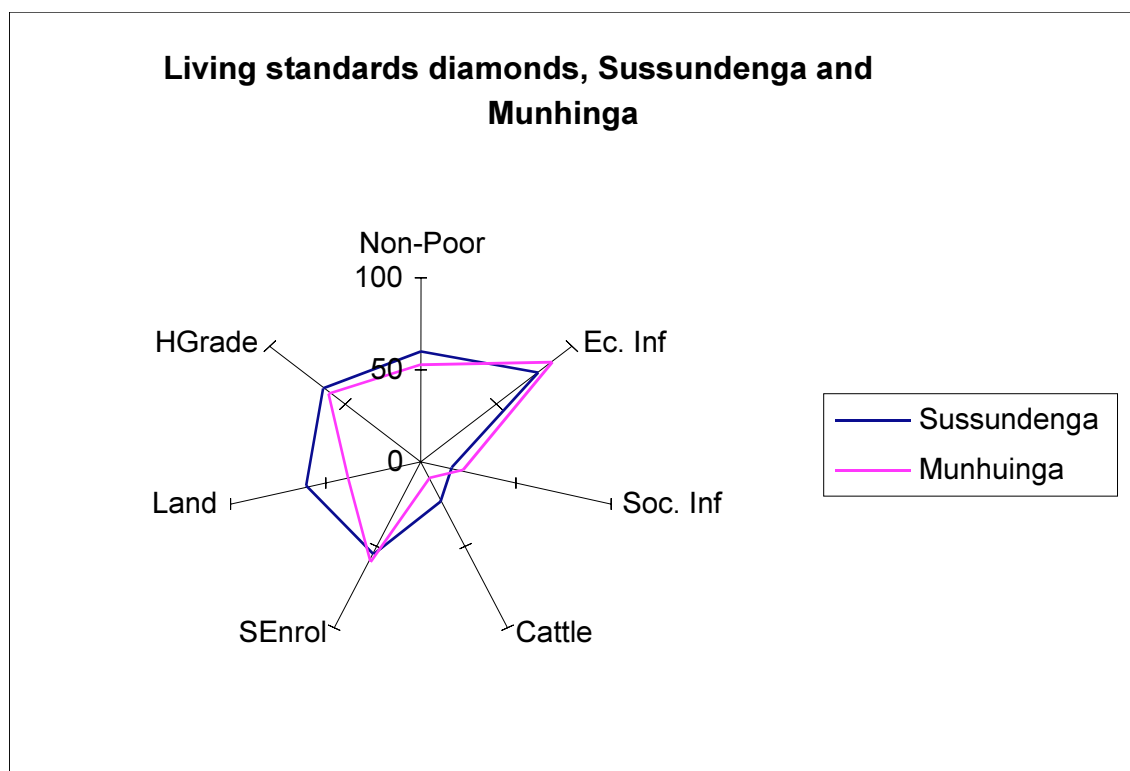 Living standards diamonds, Sussundenga and
Munhinga
Non-Poor
100
HGrade
Ec. Inf
50
Sussundenga
Munhuinga
0
Land
Soc. Inf
SEnrol
Cattle